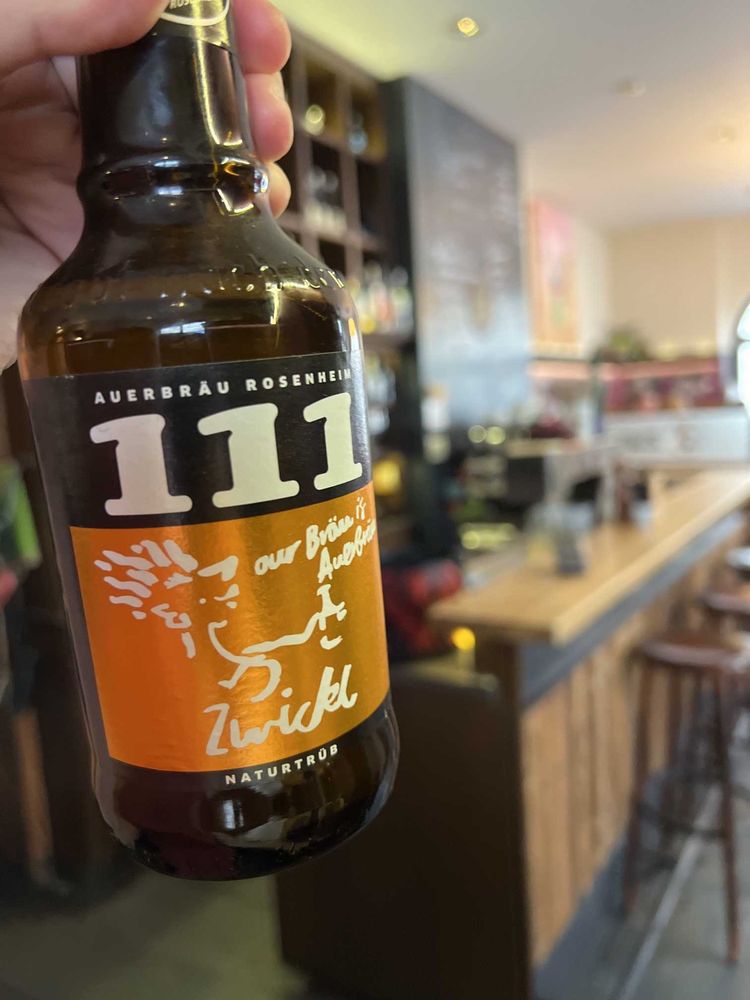 AUERBRÄU ROSENHEIM
111
our Bräu is
Auerbräu
Zwickl
NATURTRÜB